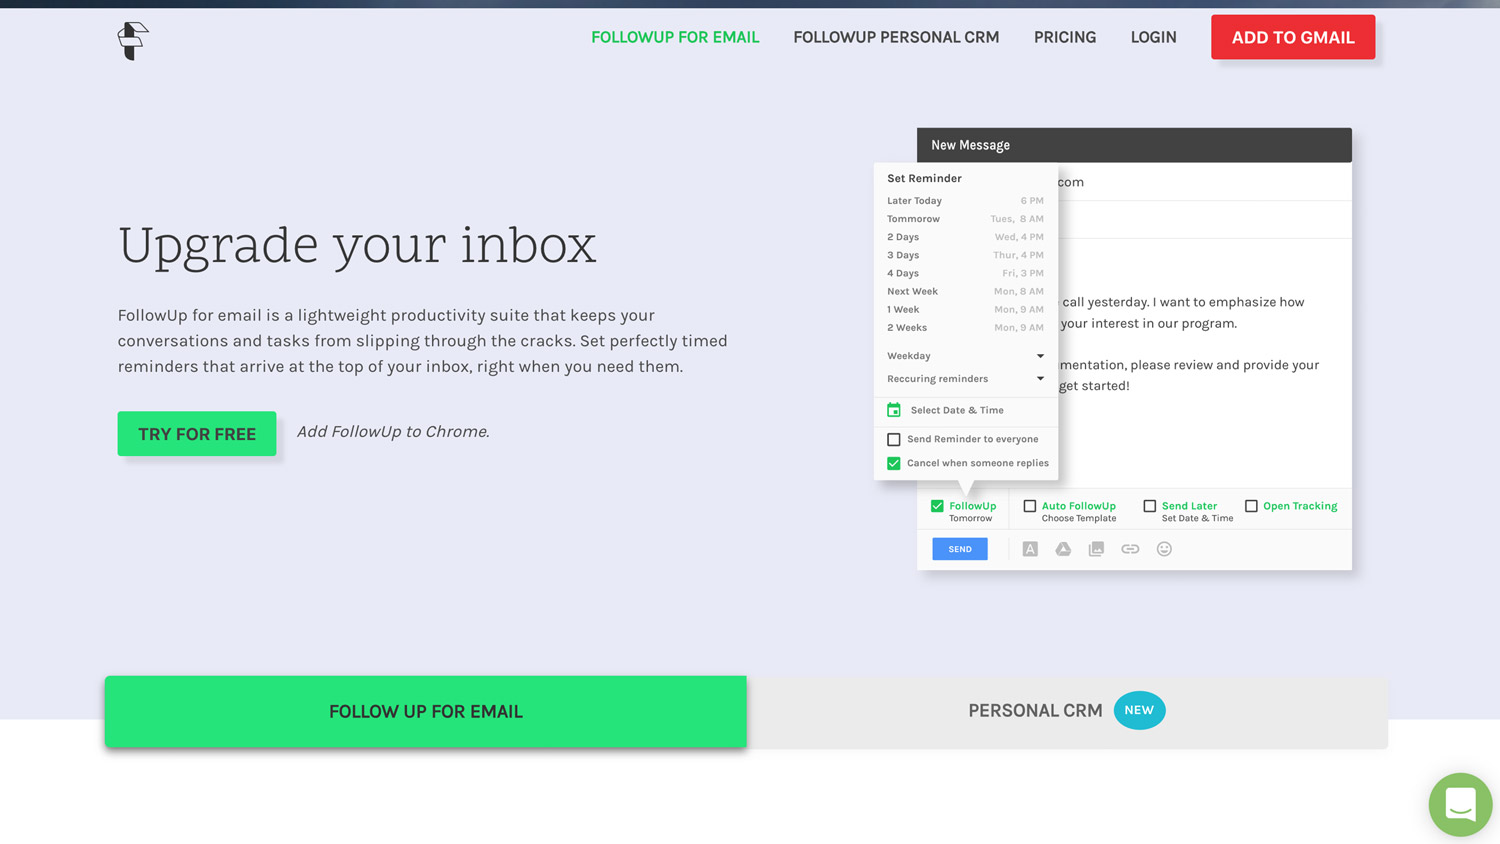 FOLLOWUP FOR EMAIL
FOLLOWUP PERSONAL CRM
PRICING
LOGIN
ADD TO GMAIL
Upgrade your inbox
FollowUp for email is a lightweight productivity suite that keeps your
conversations and tasks from slipping through the cracks. Set perfectly timed
reminders that arrive at the top of your inbox, right when you need them.
TRY FOR FREE
Add FollowUp to Chrome.
New Message
.com
Set Reminder
Later Today 6 PM
Tommorow Tues, 8 AM
2 Days Wed, 4 PM
3 Days Thur, 4 PM
4 Days Fri, 3 PM
Next Week Mon, 8 AM
1 Week Mon, 9 AM
2 Weeks Mon, 9 AM
Weekday
Reccuring reminders
Select Date & Time
Send Reminder to everyone
Cancel when someone replies
call yesterday. I want to emphasize how
your interest in our program.
mentation, please review and provide your
get started!
FollowUp
Tomorrow
Auto FollowUp
Choose Template
Send Later
Set Date & Time
Open Tracking
SEND
A
FOLLOW UP FOR EMAIL
PERSONAL CRM NEW